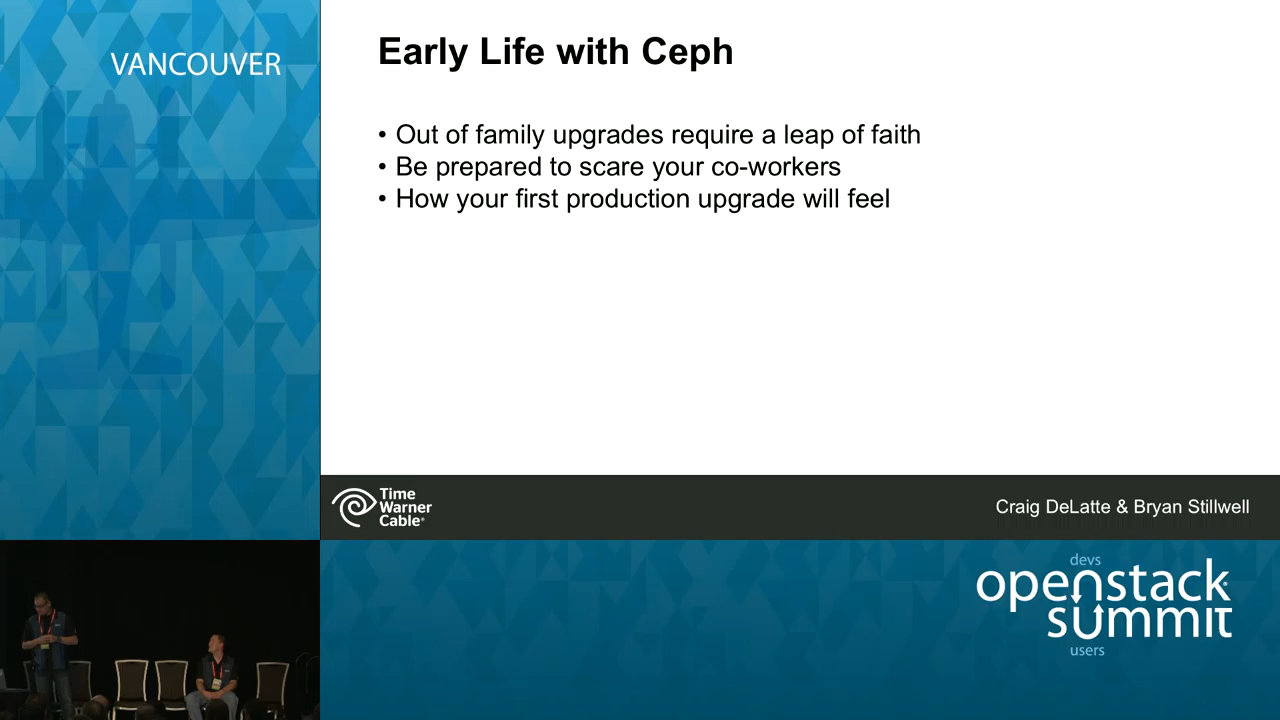 VANCOUVER
Early Life with Ceph
• Out of family upgrades require a leap of faith
• Be prepared to scare your co-workers
• How your first production upgrade will feel
Time
Warner
Cable
Craig DeLatte & Bryan Stillwell
devs
openstack
summit
users